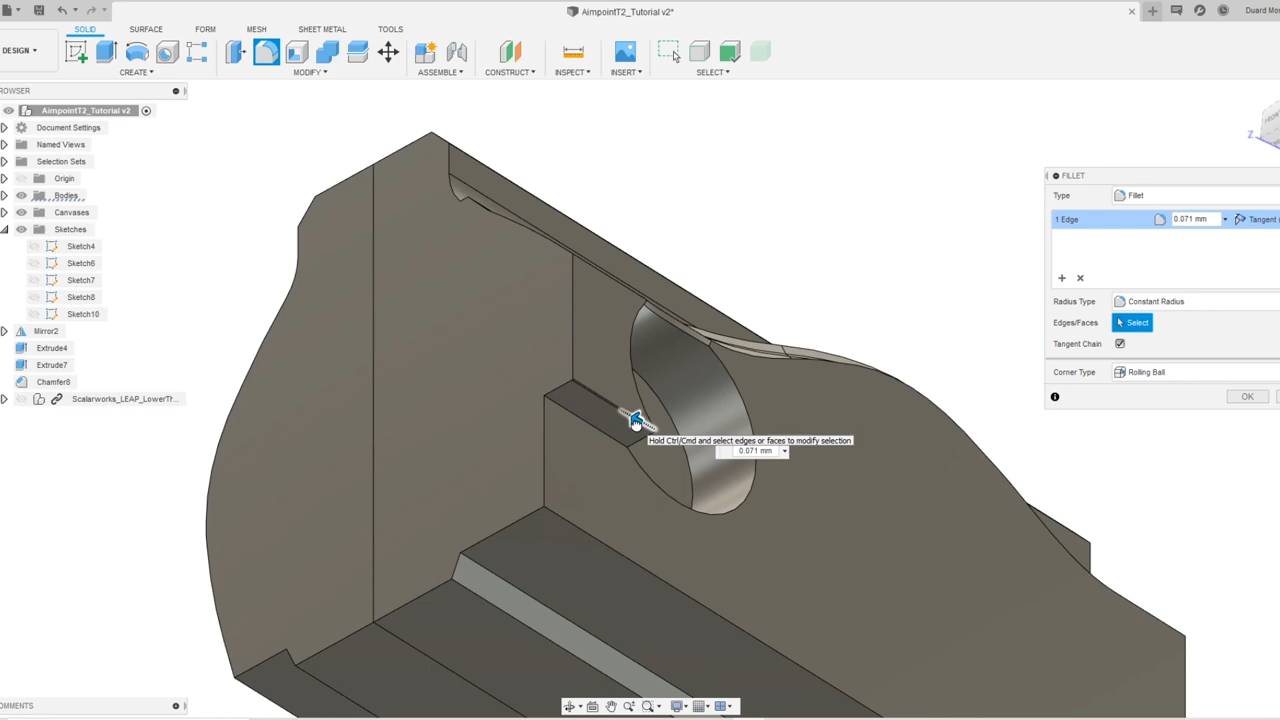 AimpointT2_Tutorial v2*
Duard Mo
SOLID SURFACE FORM MESH SHEET METAL TOOLS
DESIGN
CREATE MODIFY ASSEMBLE CONSTRUCT INSPECT INSERT SELECT
ROWSER
AimpointT2_Tutorial v2
Document Settings
Named Views
Selection Sets
Origin
Bodies
Canvases
Sketches
Sketch4
Sketch6
Sketch7
Sketch8
Sketch10
Mirror2
Extrude4
Extrude7
Chamfer8
Scalarworks_LEAP_LowerTh...
Z
FILLET
Type Fillet
1 Edge 0.071 mm Tangent (
Radius Type Constant Radius
Edges/Faces Select
Tangent Chain
Corner Type Rolling Ball
OK
Hold Ctrl/Cmd and select edges or faces to modify selection
0.071 mm
OMMENTS